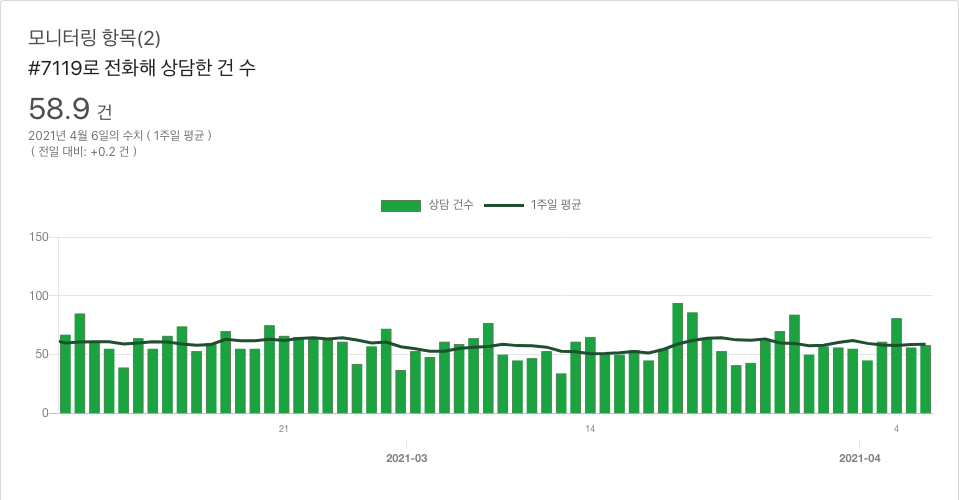 모니터링 항목(2)
#7119로 전화해 상담한 건 수
58.9 건
2021년 4월 6일의 수치 ( 1주일 평균 )
( 전일 대비: +0.2 건 )
상담 건수 1주일 평균
150
100
50
0
21 14 4
2021-03 2021-04